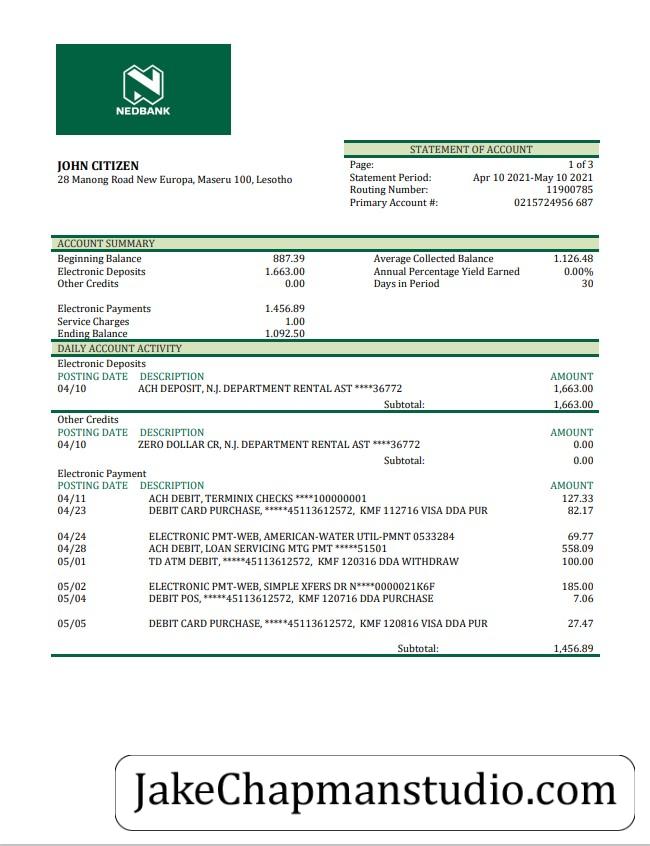 NEDBANK
STATEMENT OF ACCOUNT
JOHN CITIZEN
28 Manong Road New Europa, Maseru 100, Lesotho
Page: 1 of 3
Statement Period: Apr 10 2021-May 10 2021
Routing Number: 11900785
Primary Account #: 0215724956 687
ACCOUNT SUMMARY
Beginning Balance 887.39 Average Collected Balance 1.126.48
Electronic Deposits 1.663.00 Annual Percentage Yield Earned 0.00%
Other Credits 0.00 Days in Period 30
Electronic Payments 1.456.89
Service Charges 1.00
Ending Balance 1.092.50
DAILY ACCOUNT ACTIVITY
Electronic Deposits
POSTING DATE DESCRIPTION AMOUNT
04/10 ACH DEPOSIT, N.J. DEPARTMENT RENTAL AST ****36772 1,663.00
Subtotal: 1,663.00
Other Credits
POSTING DATE DESCRIPTION AMOUNT
04/10 ZERO DOLLAR CR, N.J. DEPARTMENT RENTAL AST ****36772 0.00
Subtotal: 0.00
Electronic Payment
POSTING DATE DESCRIPTION AMOUNT
04/11 ACH DEBIT, TERMINIX CHECKS ****100000001 127.33
04/23 DEBIT CARD PURCHASE, *****45113612572, KMF 112716 VISA DDA PUR 82.17
04/24 ELECTRONIC PMT-WEB, AMERICAN-WATER UTIL-PMNT 0533284 69.77
04/28 ACH DEBIT, LOAN SERVICING MTG PMT *****51501 558.09
05/01 TD ATM DEBIT, *****45113612572, KMF 120316 DDA WITHDRAW 100.00
05/02 ELECTRONIC PMT-WEB, SIMPLE XFERS DR N****0000021K6F 185.00
05/04 DEBIT POS, *****45113612572, KMF 120716 DDA PURCHASE 7.06
05/05 DEBIT CARD PURCHASE, *****45113612572, KMF 120816 VISA DDA PUR 27.47
Subtotal: 1,456.89
JakeChapmanstudio.com